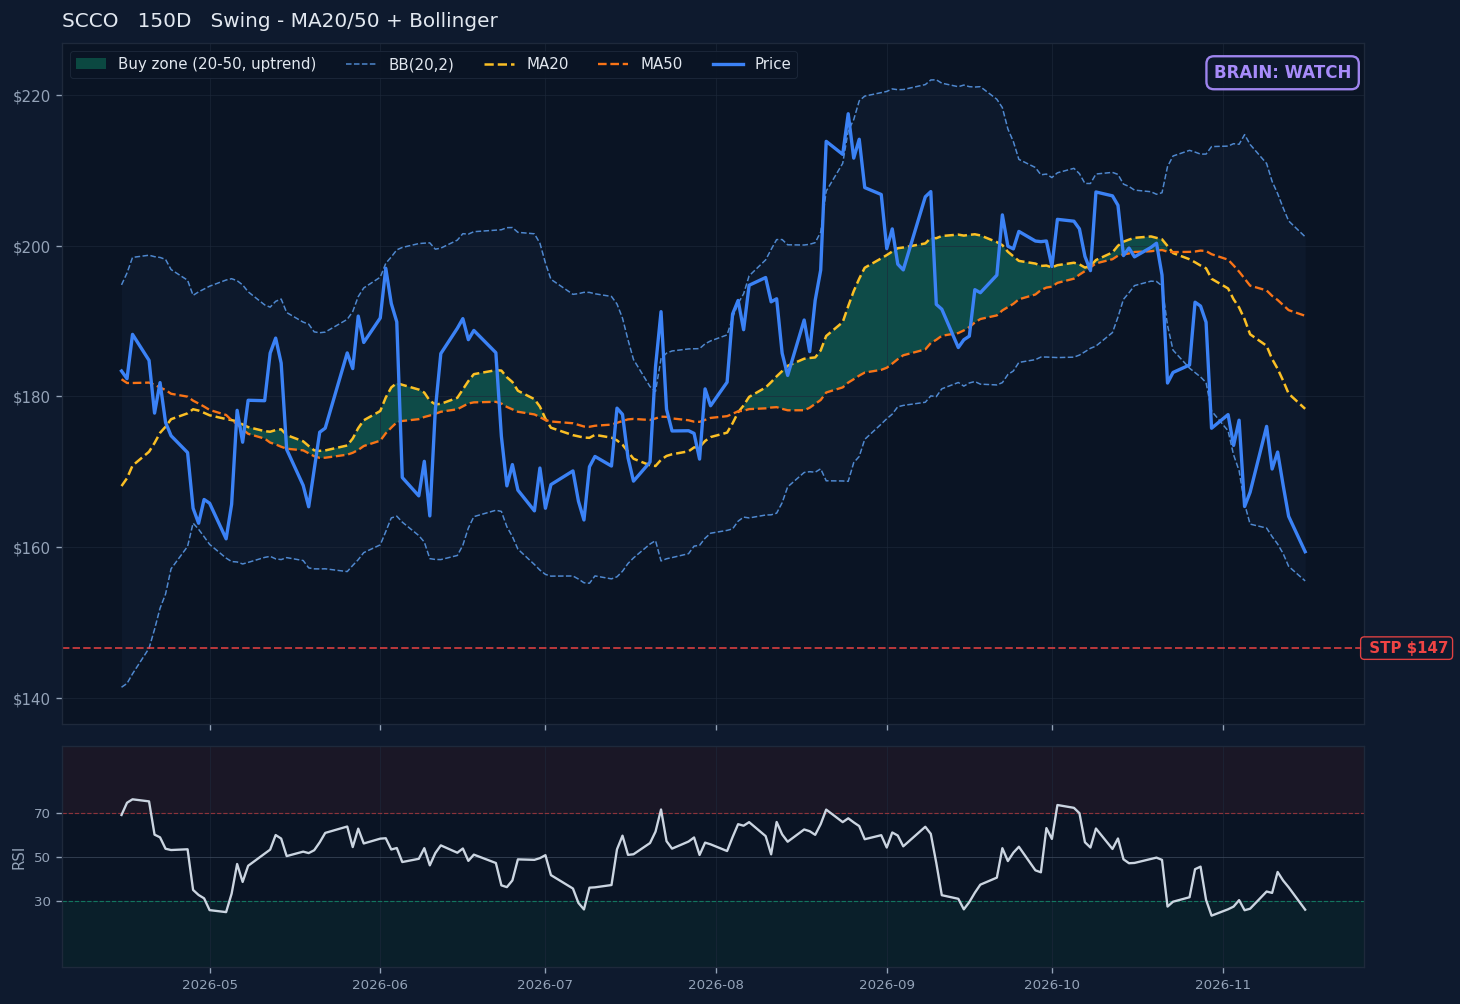 SCCO   150D   Swing - MA20/50 + Bollinger
Buy zone (20-50, uptrend)   BB(20,2)   MA20   MA50   Price
BRAIN: WATCH
$220
$200
$180
$160
STP $147
$140
70
50
30
RSI
2026-05   2026-06   2026-07   2026-08   2026-09   2026-10   2026-11